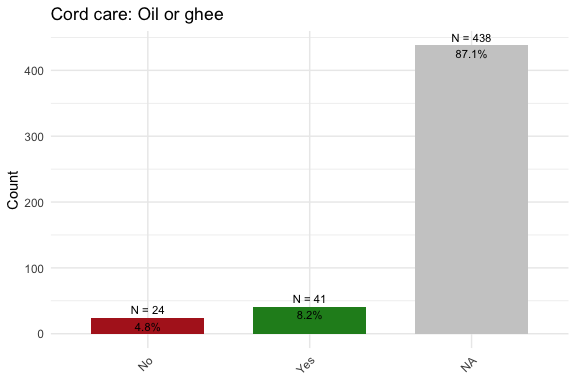 Cord care: Oil or ghee
N = 438
87.1%
400
300
200
100
0
Count
N = 41
8.2%
N = 24
4.8%
No
Yes
NA